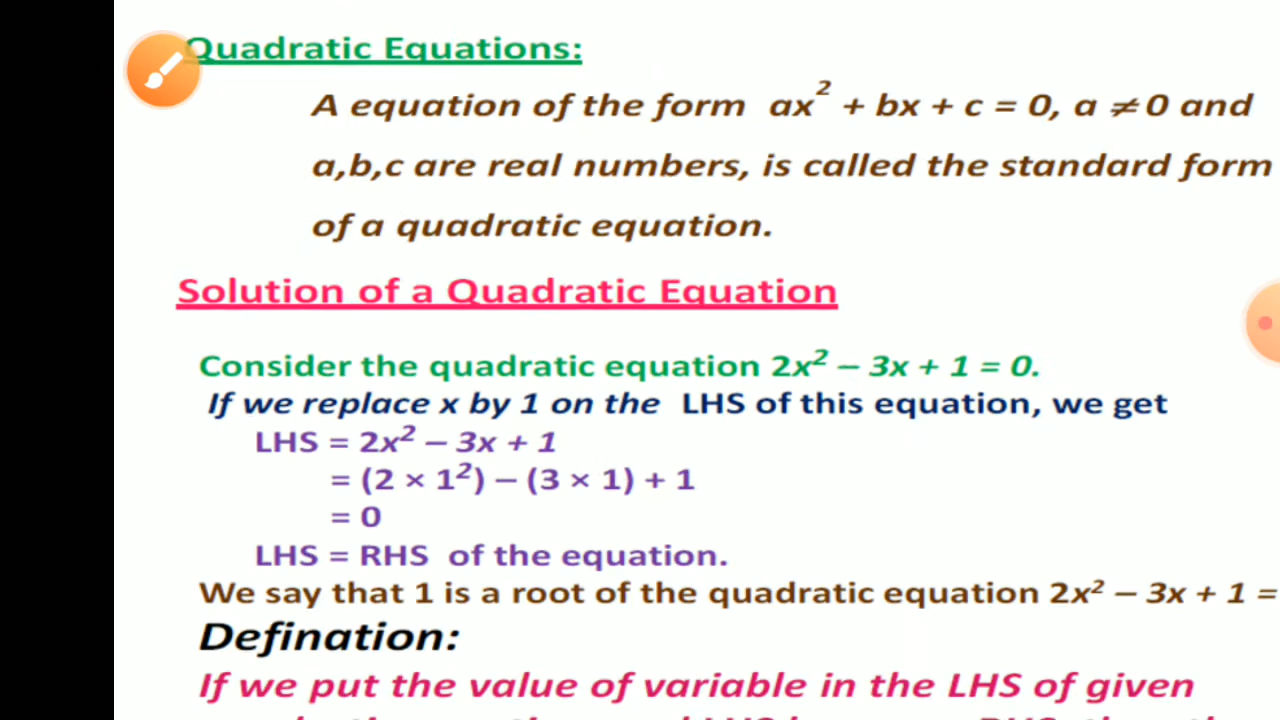 Quadratic Equations:
A equation of the form ax² + bx + c = 0, a ≠ 0 and
a,b,c are real numbers, is called the standard form
of a quadratic equation.
Solution of a Quadratic Equation
Consider the quadratic equation 2x² – 3x + 1 = 0.
If we replace x by 1 on the LHS of this equation, we get
LHS = 2x² – 3x + 1
= (2 × 1²) – (3 × 1) + 1
= 0
LHS = RHS of the equation.
We say that 1 is a root of the quadratic equation 2x² – 3x + 1 =
Defination:
If we put the value of variable in the LHS of given